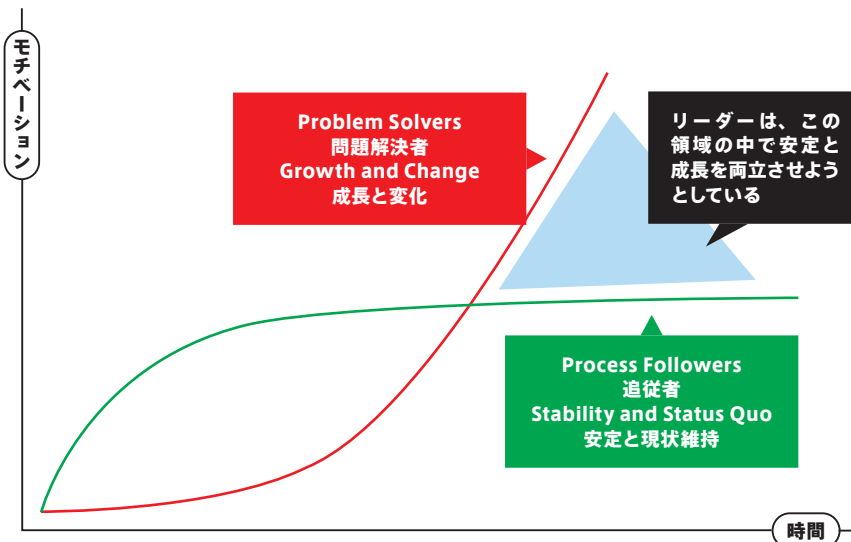 モチベーション
Problem Solvers
問題解決者
Growth and Change
成長と変化
リーダーは、この
領域の中で安定と
成長を両立させよう
としている
Process Followers
追従者
Stability and Status Quo
安定と現状維持
時間